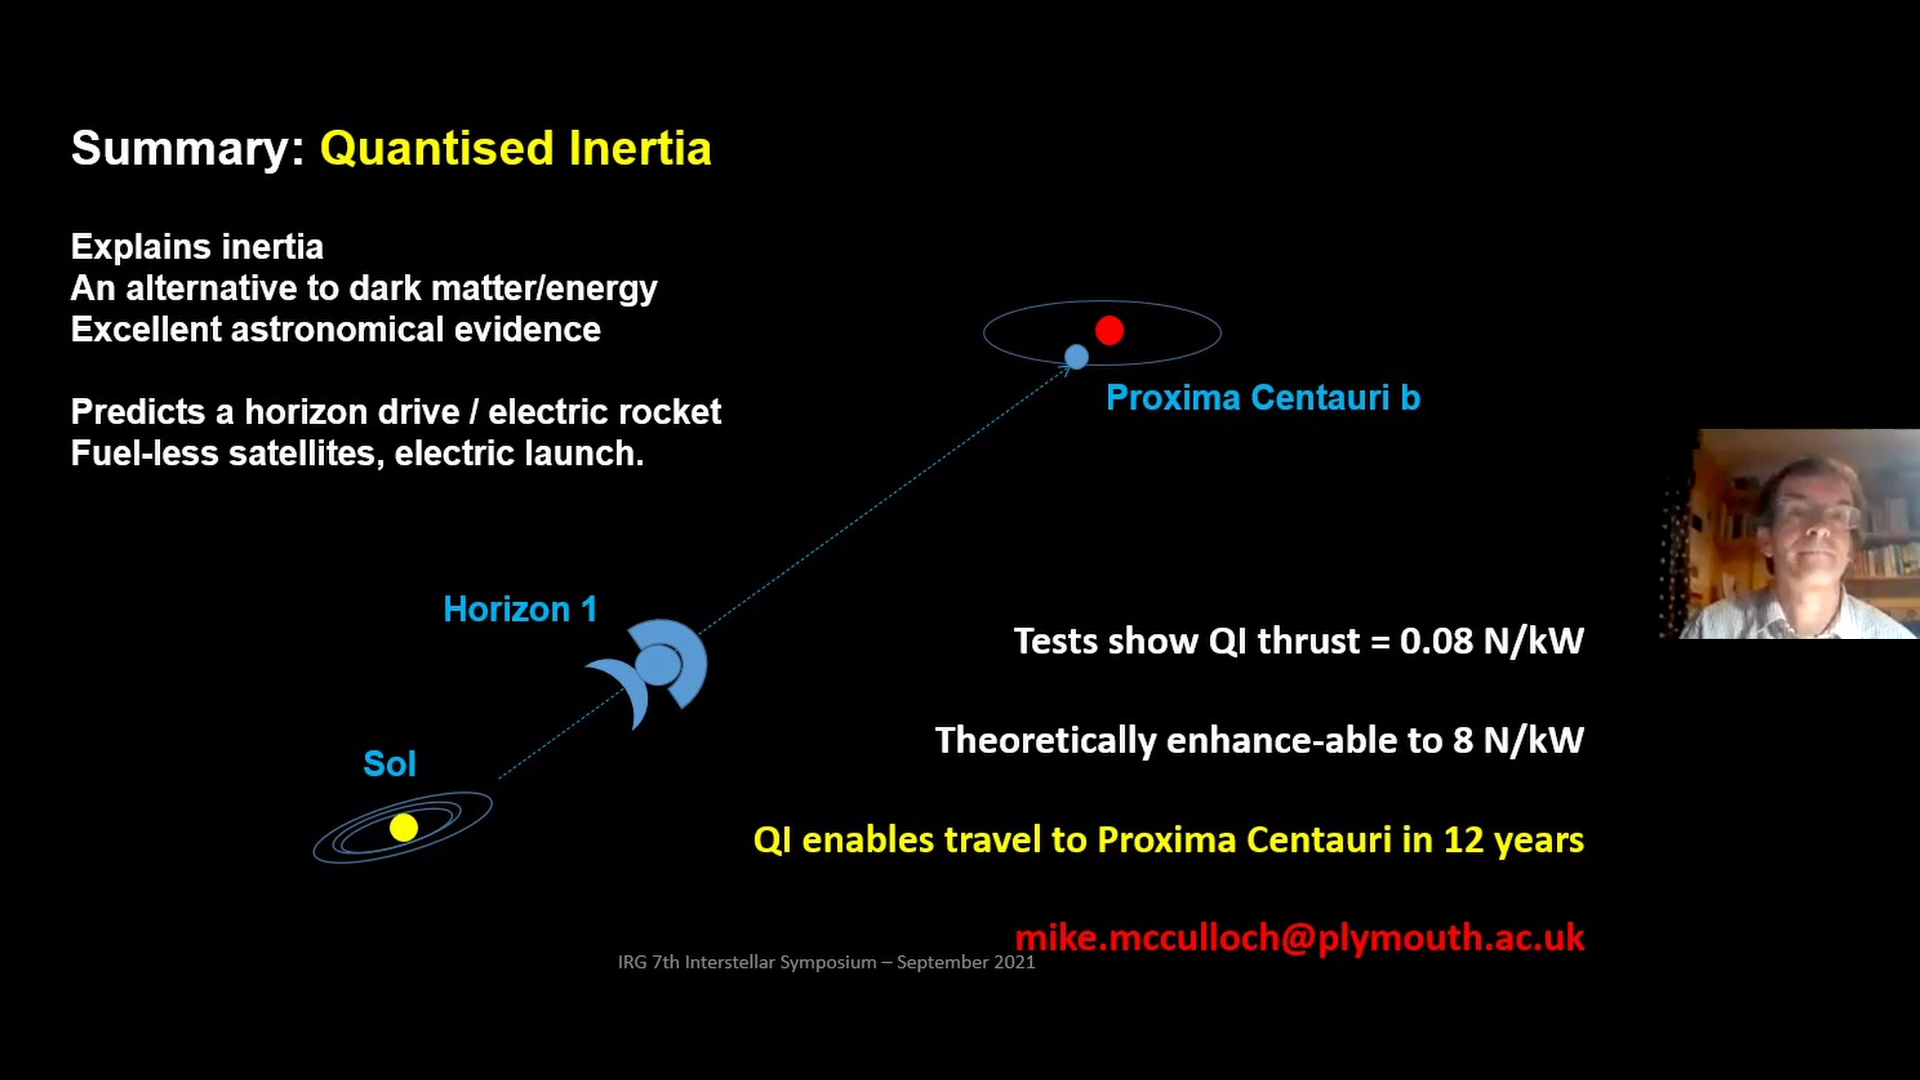 Summary: Quantised Inertia
Explains inertia
An alternative to dark matter/energy
Excellent astronomical evidence
Predicts a horizon drive / electric rocket
Fuel-less satellites, electric launch.
Proxima Centauri b
Horizon 1
Sol
Tests show QI thrust = 0.08 N/kW
Theoretically enhance-able to 8 N/kW
QI enables travel to Proxima Centauri in 12 years
mike.mcculloch@plymouth.ac.uk
IRG 7th Interstellar Symposium – September 2021